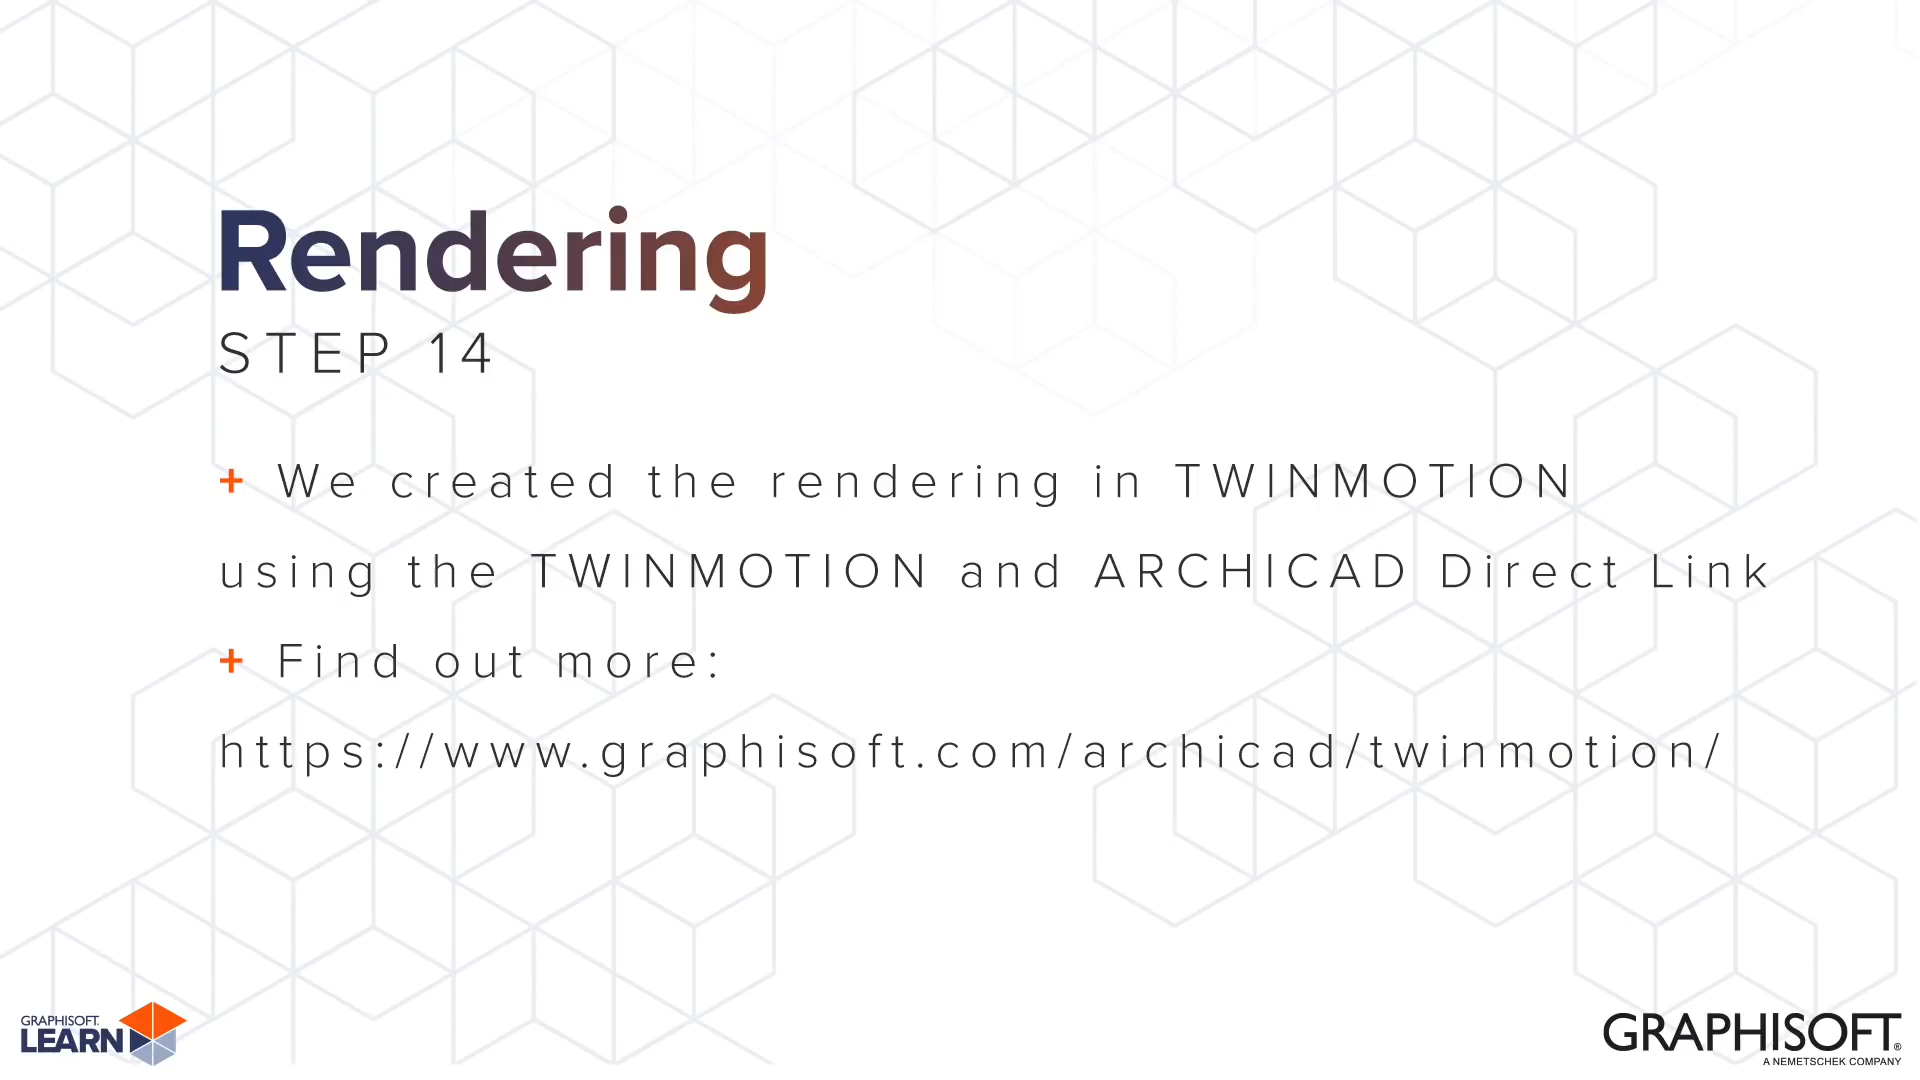 Rendering
STEP 14
+ We created the rendering in TWINMOTION
using the TWINMOTION and ARCHICAD Direct Link
+ Find out more:
https://www.graphisoft.com/archicad/twinmotion/
GRAPHISOFT.
LEARN
GRAPHISOFT®
A NEMETSCHEK COMPANY